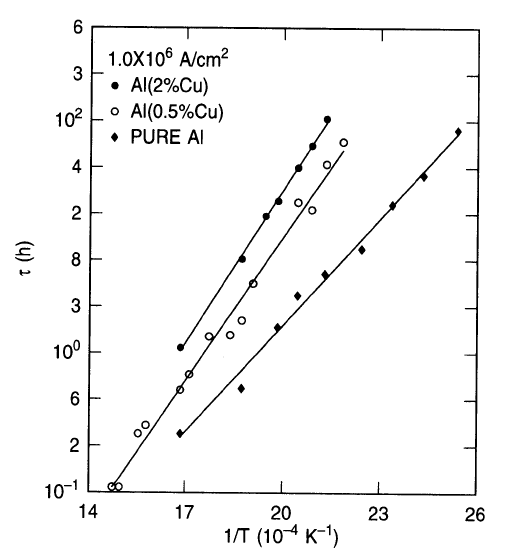 6
3
10²
4
2
8
3
10⁰
6
2
10⁻¹
τ (h)
1.0X10⁶ A/cm²
Al(2%Cu)
Al(0.5%Cu)
PURE Al
14 17 20 23 26
1/T (10⁻⁴ K⁻¹)